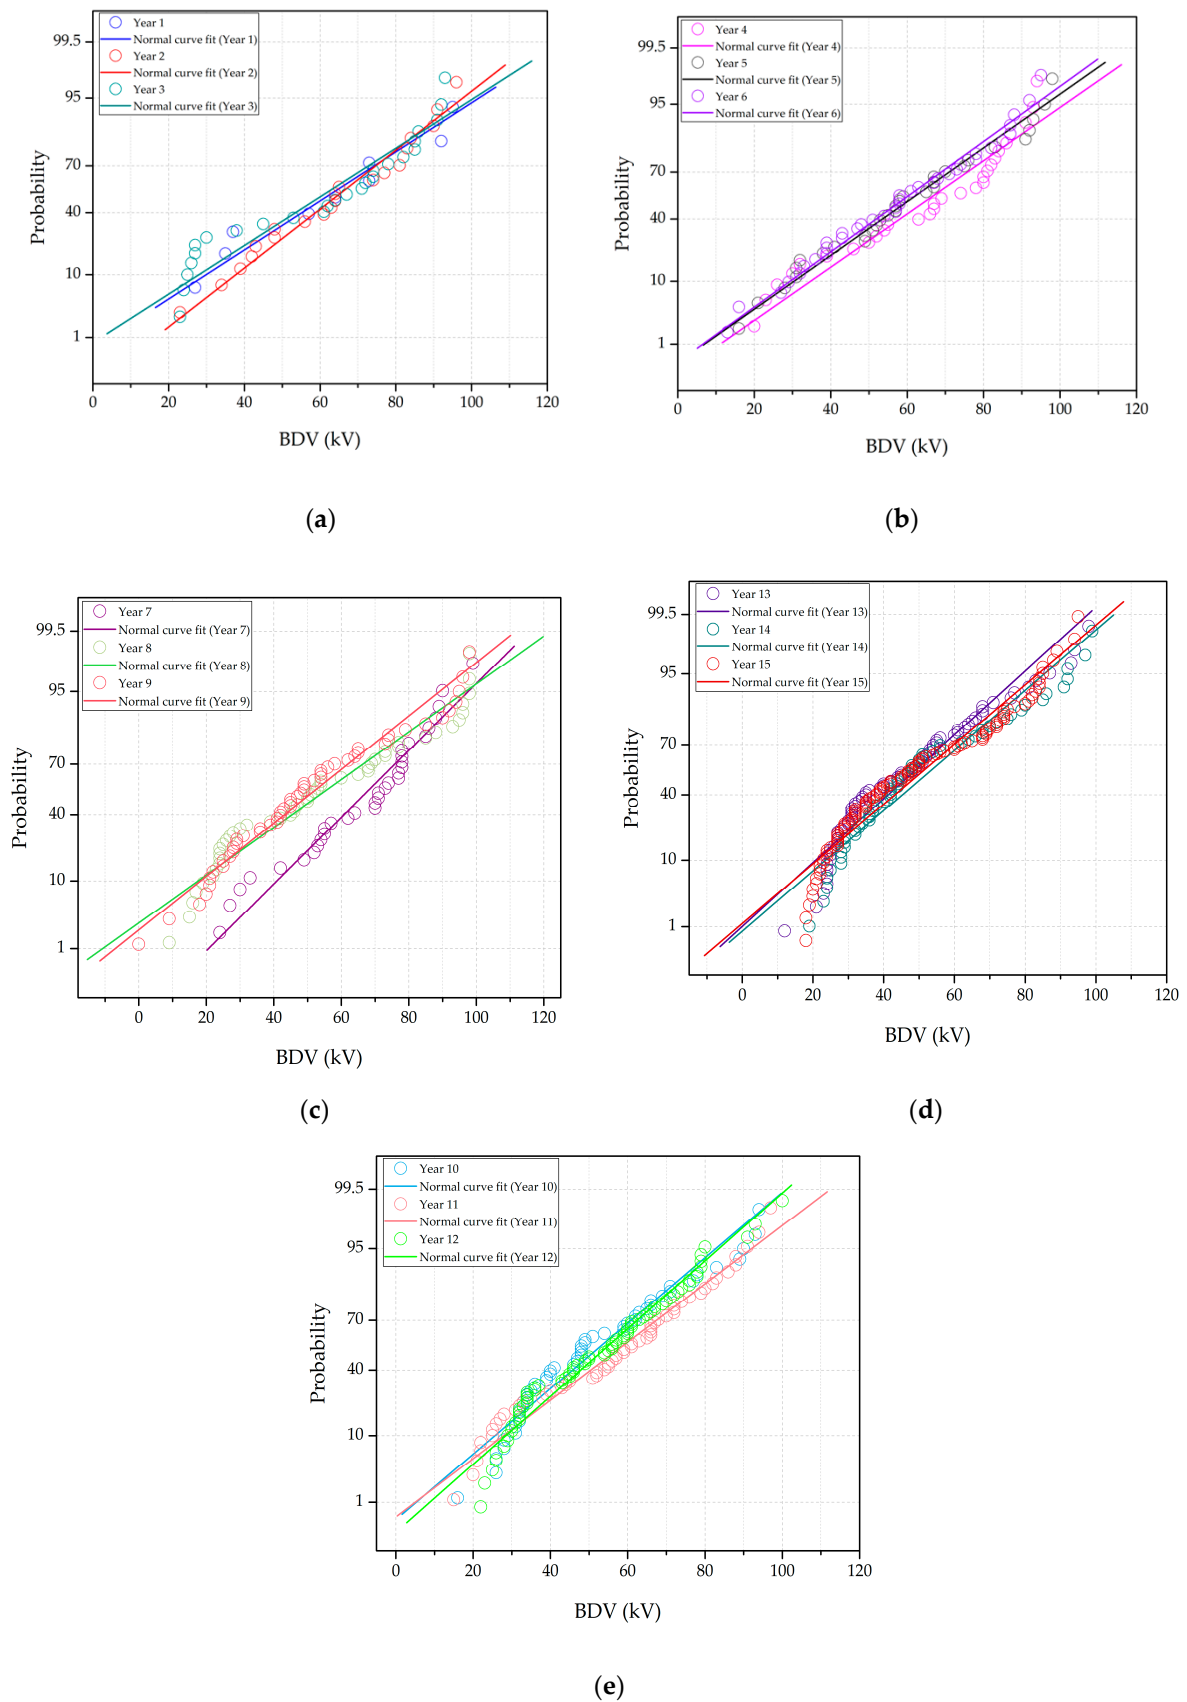 Year 1
Normal curve fit (Year 1)
Year 2
Normal curve fit (Year 2)
Year 3
Normal curve fit (Year 3)
99.5
95
70
40
10
1
Probability
0 20 40 60 80 100 120
BDV (kV)
(a)
Year 4
Normal curve fit (Year 4)
Year 5
Normal curve fit (Year 5)
Year 6
Normal curve fit (Year 6)
99.5
95
70
40
10
1
Probability
0 20 40 60 80 100 120
BDV (kV)
(b)
Year 7
Normal curve fit (Year 7)
Year 8
Normal curve fit (Year 8)
Year 9
Normal curve fit (Year 9)
99.5
95
70
40
10
1
Probability
0 20 40 60 80 100 120
BDV (kV)
(c)
Year 13
Normal curve fit (Year 13)
Year 14
Normal curve fit (Year 14)
Year 15
Normal curve fit (Year 15)
99.5
95
70
40
10
1
Probability
0 20 40 60 80 100 120
BDV (kV)
(d)
Year 10
Normal curve fit (Year 10)
Year 11
Normal curve fit (Year 11)
Year 12
Normal curve fit (Year 12)
99.5
95
70
40
10
1
Probability
0 20 40 60 80 100 120
BDV (kV)
(e)